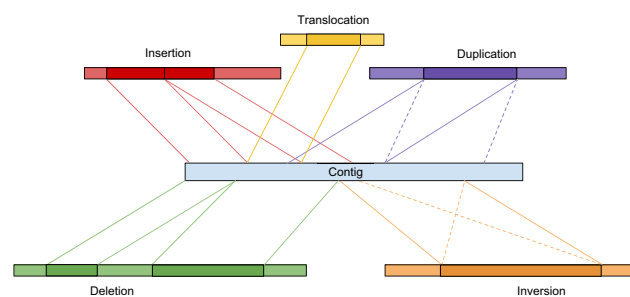 Translocation
Insertion
Duplication
Contig
Deletion
Inversion